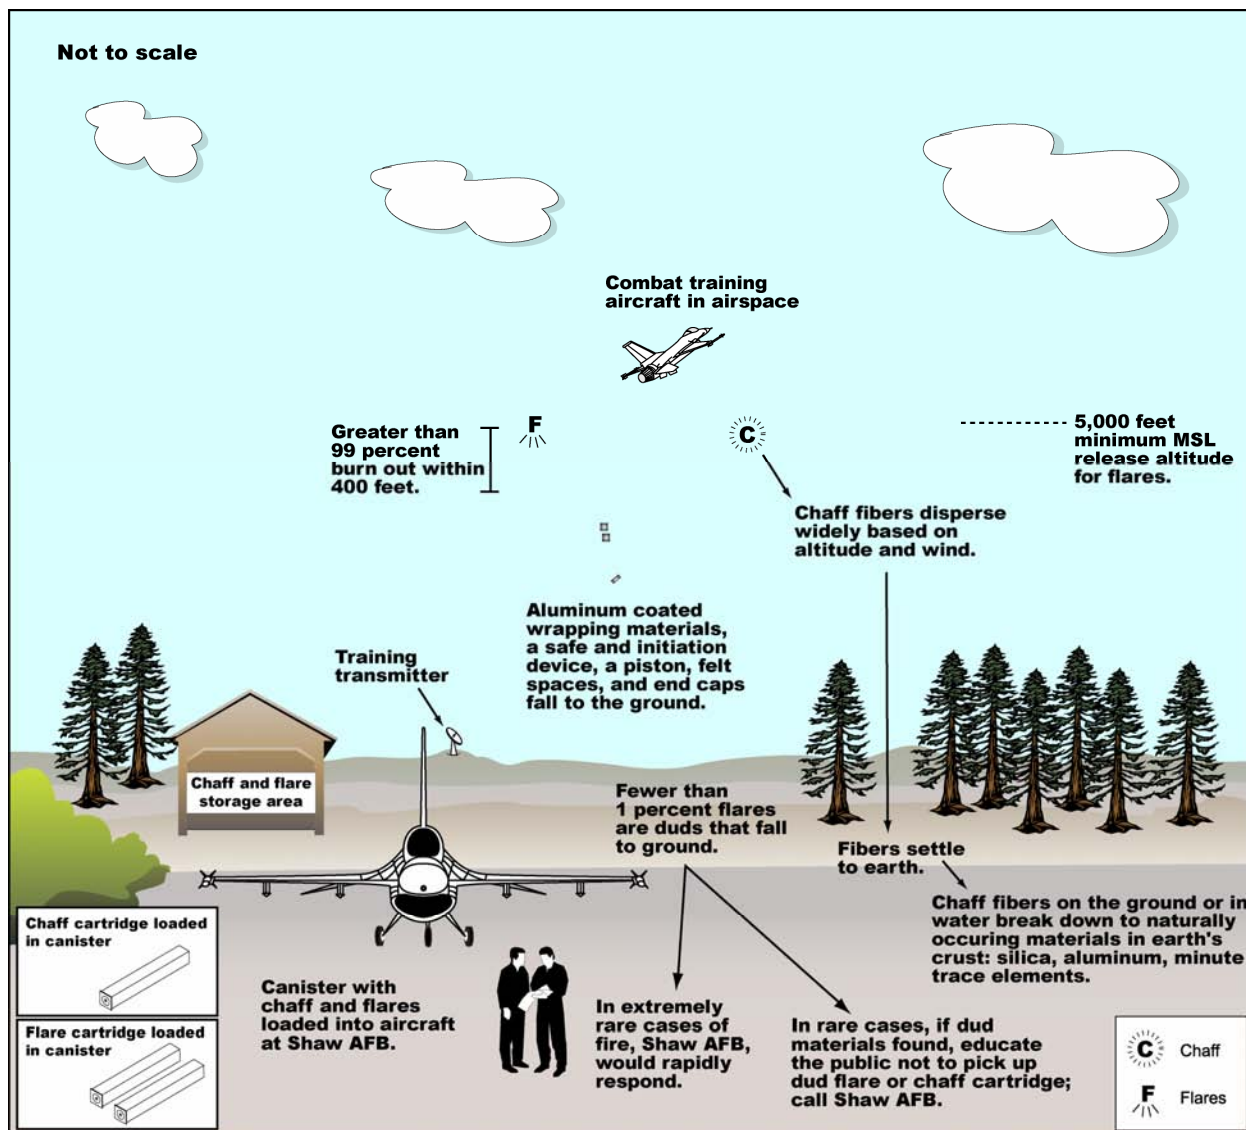 Not to scale
Combat training
aircraft in airspace
Greater than
99 percent
burn out within
400 feet.
F
C
5,000 feet
minimum MSL
release altitude
for flares.
Chaff fibers disperse
widely based on
altitude and wind.
Aluminum coated
wrapping materials,
a safe and initiation
device, a piston, felt
spaces, and end caps
fall to the ground.
Training
transmitter
Chaff and flare
storage area
Fewer than
1 percent flares
are duds that fall
to ground.
Fibers settle
to earth.
Chaff fibers on the ground or in
water break down to naturally
occuring materials in earth's
crust: silica, aluminum, minute
trace elements.
Chaff cartridge loaded
in canister
Flare cartridge loaded
in canister
Canister with
chaff and flares
loaded into aircraft
at Shaw AFB.
In extremely
rare cases of
fire, Shaw AFB,
would rapidly
respond.
In rare cases, if dud
materials found, educate
the public not to pick up
dud flare or chaff cartridge;
call Shaw AFB.
C Chaff
F Flares